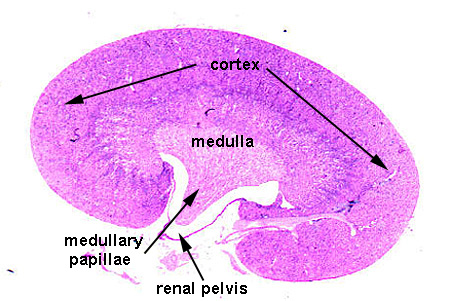 cortex
medulla
medullary
papillae
renal pelvis